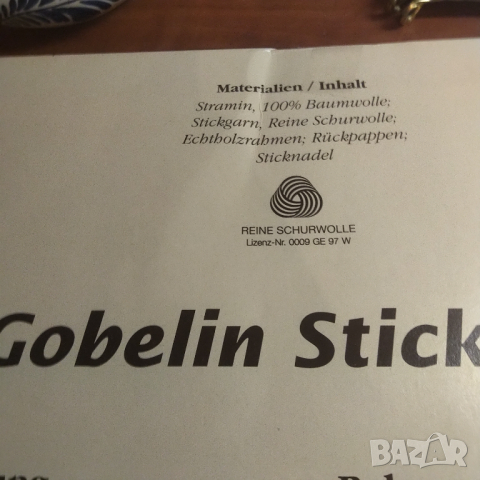 Materialien / Inhalt
Stramin, 100% Baumwolle;
Stickgarn, Reine Schurwolle;
Echtholzrahmen; Rückpappen;
Sticknadel
REINE SCHURWOLLE
Lizenz-Nr. 0009 GE 97 W
Gobelin Stick
BAZAR